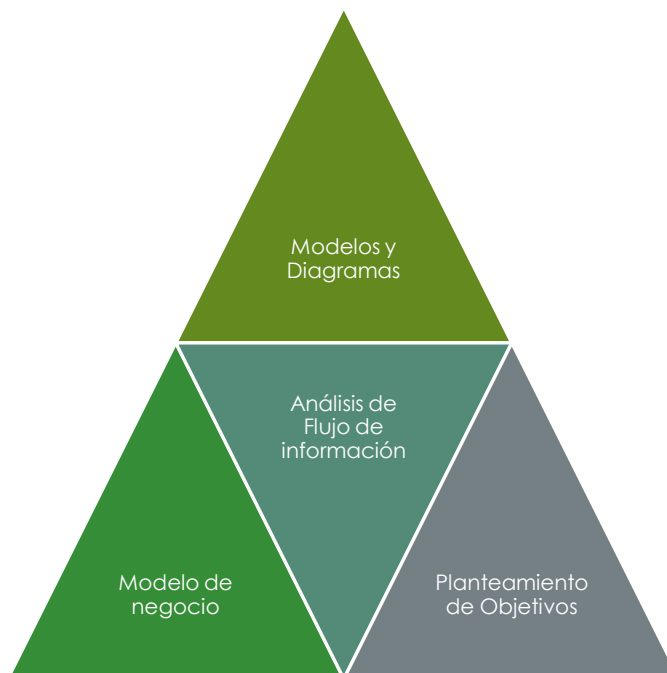 Modelos y
Diagramas
Análisis de
Flujo de
información
Modelo de
negocio
Planteamiento
de Objetivos